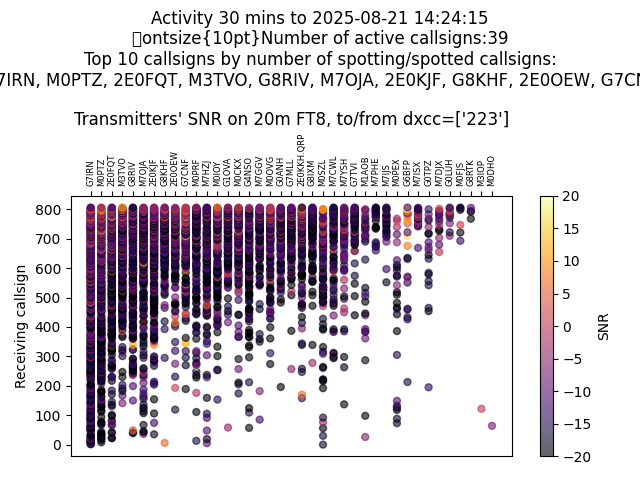 Activity 30 mins to 2025-08-21 14:24:15
ontsize{10pt}Number of active callsigns:39
Top 10 callsigns by number of spotting/spotted callsigns:
7IRN, M0PTZ, 2E0FQT, M3TVO, G8RIV, M7OJA, 2E0KJF, G8KHF, 2E0OEW, G7CN
Transmitters' SNR on 20m FT8, to/from dxcc=['223']
G7IRN M0PTZ 2E0FQT M3TVO G8RIV M7OJA 2E0KJF G8KHF 2E0OEW G7CNF M0PRF M7HZJ M0IOY G1OVA M0CKX G4NSO M7GGV M0OVG G0ANH G7MLL 2E0KKH.QRP G8IXM M0SZL M7CWL M7YSH G7TVI M1AOB M7PHE M7IJS M0PEX G6BFP M7ISX G0TPZ M7DJX G0LUH M0FJS G8RTK M3IOP M0DHO
800
700
600
500
400
300
200
100
0
Receiving callsign
20
15
10
5
0
−5
−10
−15
−20
SNR